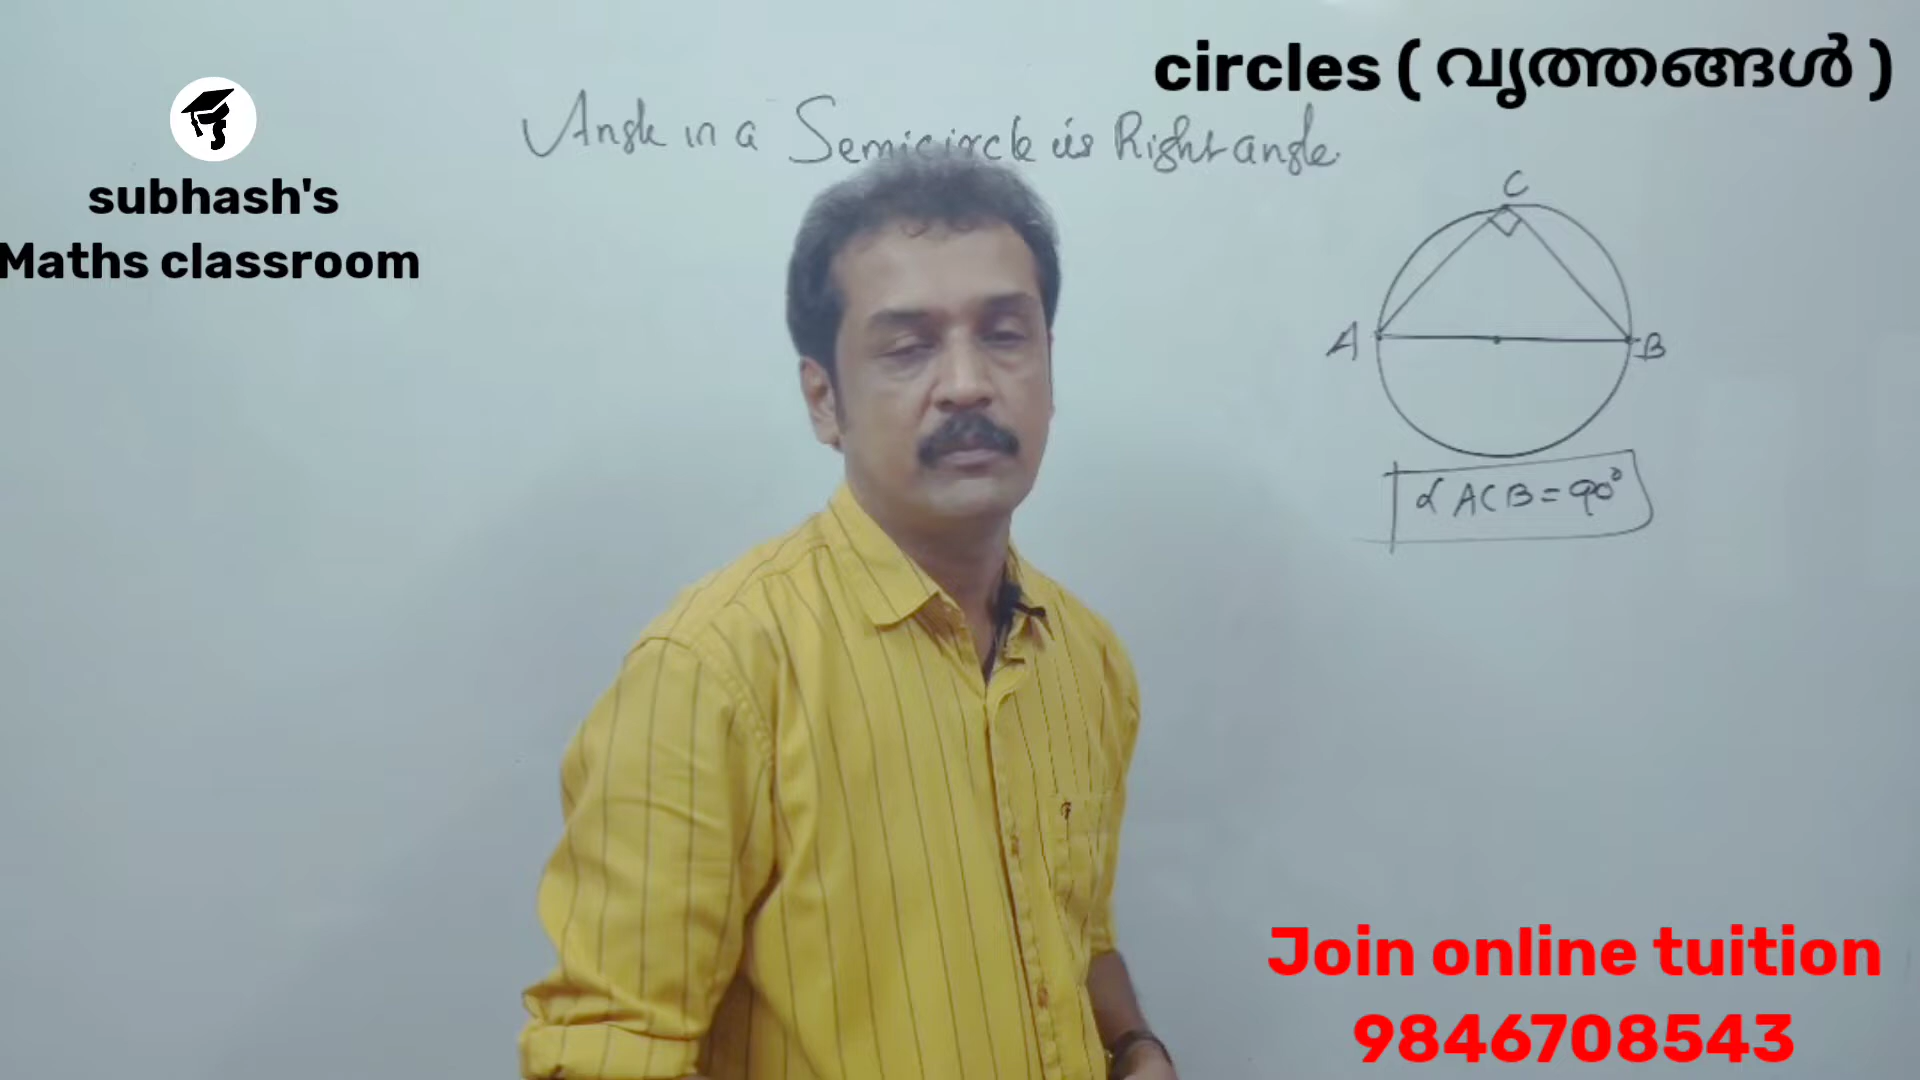 circles ( വൃത്തങ്ങൾ )
Angle in a Semicircle is Right angle.
subhash's
Maths classroom
C
A
B
∠ACB = 90°
Join online tuition
9846708543